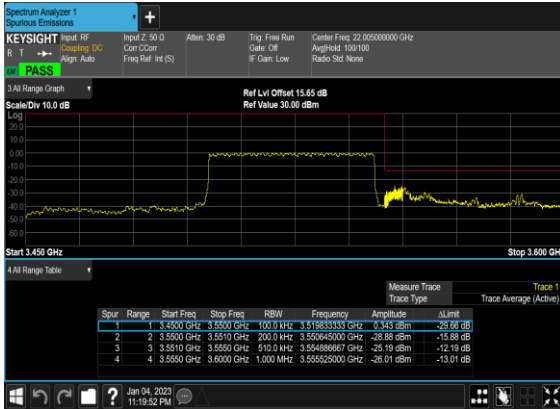 Spectrum Analyzer 1
Spurious Emissions
+
KEYSIGHT Input: RF Input Z: 50 Ω Atten: 30 dB Trig: Free Run Center Freq: 22.005000000 GHz
R T Coupling: DC Corr CCorr Gate: Off Avg|Hold: 100/100
Align: Auto Freq Ref: Int (S) IF Gain: Low Radio Std: None
PASS
3 All Range Graph
Ref Lvl Offset 15.65 dB
Scale/Div 10.0 dB Ref Value 30.00 dBm
Log
20.0
10.0
0.00
-10.0
-20.0
-30.0
-40.0
-50.0
-60.0
Start 3.450 GHz Stop 3.600 GH
4 All Range Table
Measure Trace Trace 1
Trace Type Trace Average (Active)
Spur Range Start Freq Stop Freq RBW Frequency Amplitude ΔLimit
1 1 3.4500 GHz 3.5500 GHz 100.0 kHz 3.519833333 GHz 0.343 dBm -29.66 dB
2 2 3.5500 GHz 3.5510 GHz 200.0 kHz 3.550645000 GHz -28.88 dBm -15.88 dB
3 3 3.5510 GHz 3.5550 GHz 510.0 kHz 3.554886667 GHz -25.19 dBm -12.19 dB
4 4 3.5550 GHz 3.6000 GHz 1.000 MHz 3.555525000 GHz -26.01 dBm -13.01 dB
?
Jan 04, 2023
11:19:52 PM